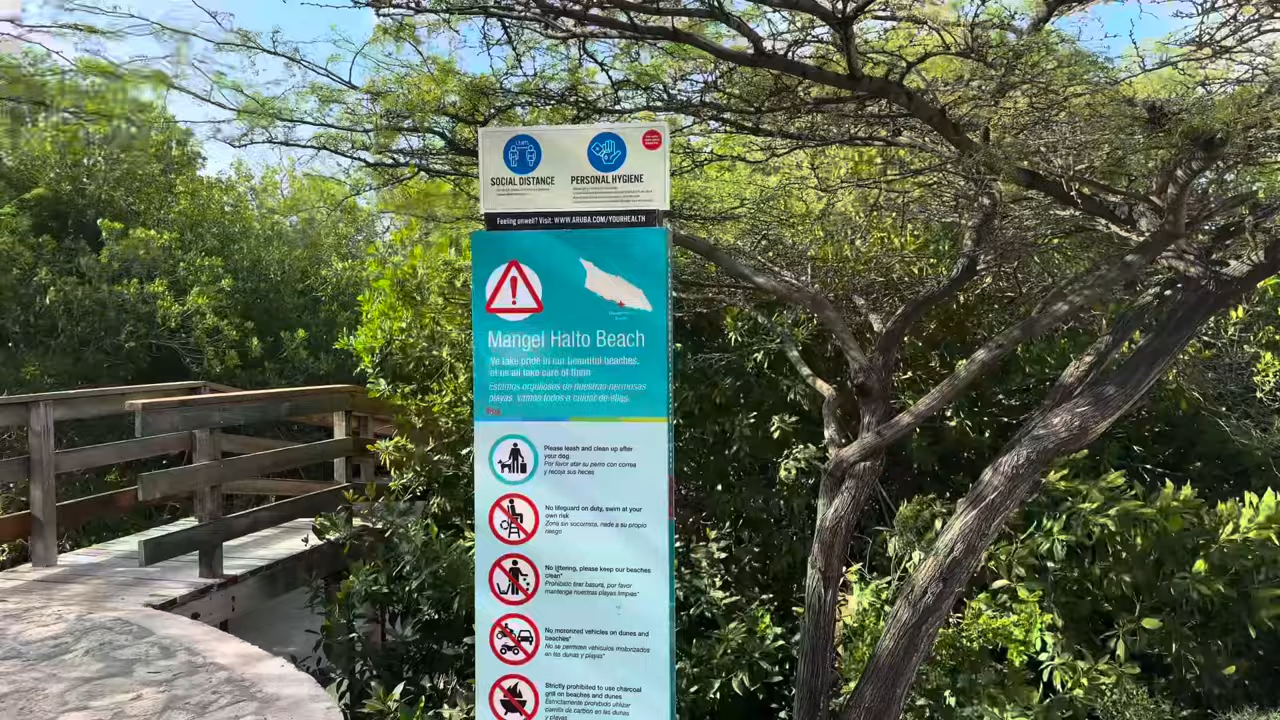 SOCIAL DISTANCE
PERSONAL HYGIENE
Feeling unwell? Visit: WWW.ARUBA.COM/YOURHEALTH
Mangel Halto Beach
We take pride in our beautiful beaches,
let us all take care of them
Estamos orgullosos de nuestras hermosas
playas, vamos todos a cuidar de ellas.
Please leash and clean up after
your dog
Por favor atar su perro con correa
y recoja sus heces
No lifeguard on duty, swim at your
own risk
Zona sin socorrista, nade a su propio
riesgo
No littering, please keep our beaches
clean*
Prohibido tirar basura, por favor
mantenga nuestras playas limpias*
No motorized vehicles on dunes and
beaches*
No se permiten vehículos motorizados
en las dunas y playas*
Strictly prohibited to use charcoal
grill on beaches and dunes
Estrictamente prohibido utilizar
parrilla de carbon en las dunas
y playas